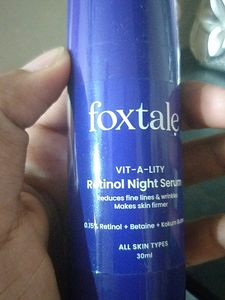 foxtale
VIT-A-LITY
Retinol Night Serum
Reduces fine lines & wrinkles
Makes skin firmer
0.15% Retinol + Betaine + Kokum Butter
ALL SKIN TYPES
30ml